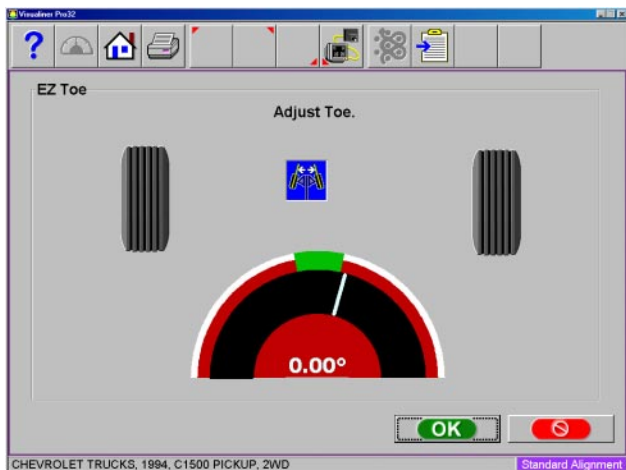 Visualiner Pro32
?
EZ Toe
Adjust Toe.
0.00°
OK
CHEVROLET TRUCKS, 1994, C1500 PICKUP, 2WD
Standard Alignment